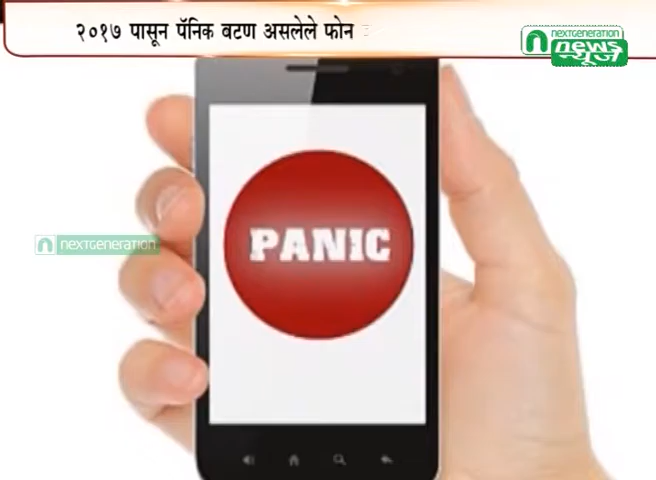 २०१७ पासून पॅनिक बटण असलेले फोन
nextgeneration
news
न्यूज
nextgeneration
PANIC